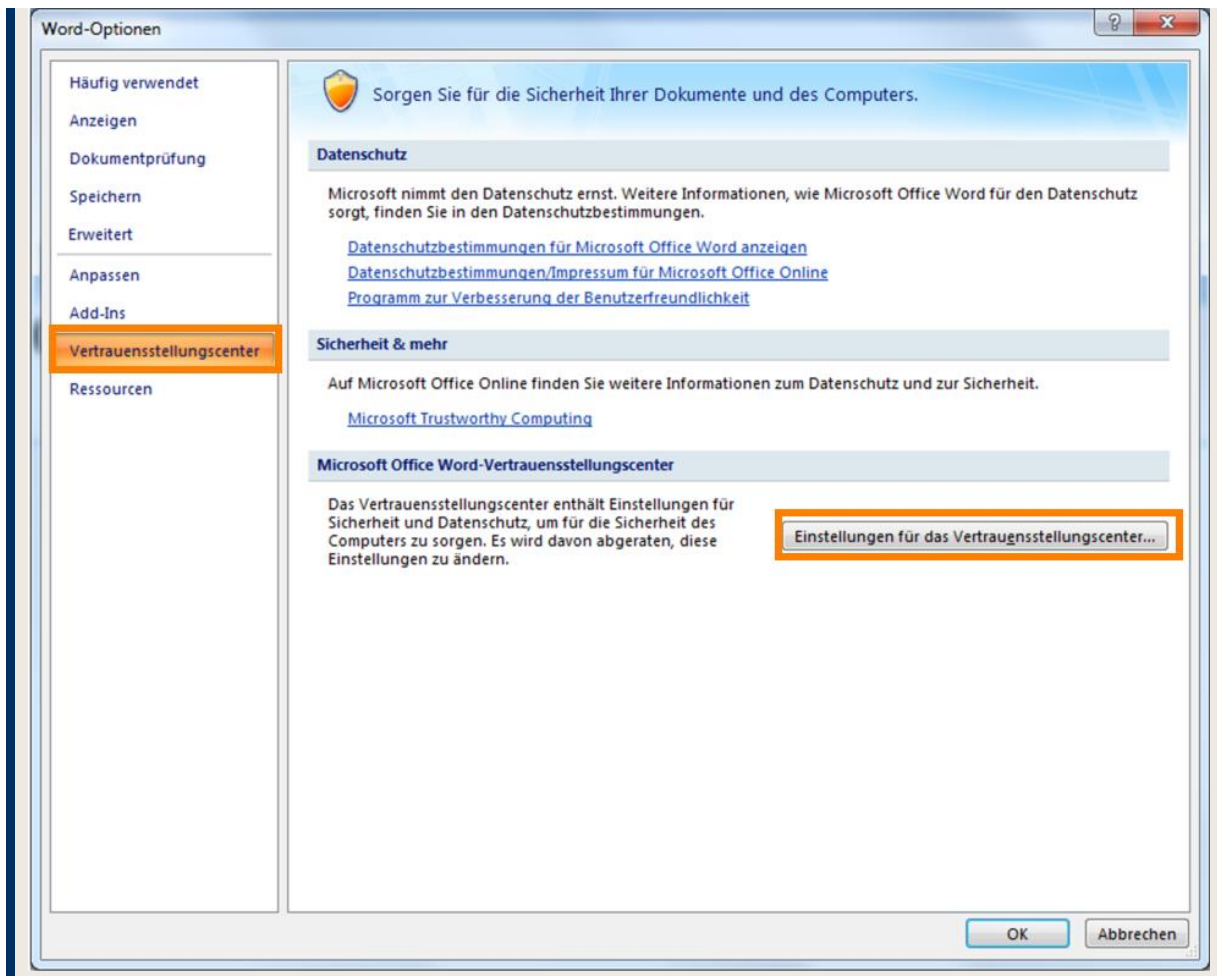 Word-Optionen
Häufig verwendet
Anzeigen
Dokumentprüfung
Speichern
Erweitert
Anpassen
Add-Ins
Vertrauensstellungscenter
Ressourcen
Sorgen Sie für die Sicherheit Ihrer Dokumente und des Computers.
Datenschutz
Microsoft nimmt den Datenschutz ernst. Weitere Informationen, wie Microsoft Office Word für den Datenschutz
sorgt, finden Sie in den Datenschutzbestimmungen.
Datenschutzbestimmungen für Microsoft Office Word anzeigen
Datenschutzbestimmungen/Impressum für Microsoft Office Online
Programm zur Verbesserung der Benutzerfreundlichkeit
Sicherheit & mehr
Auf Microsoft Office Online finden Sie weitere Informationen zum Datenschutz und zur Sicherheit.
Microsoft Trustworthy Computing
Microsoft Office Word-Vertrauensstellungscenter
Das Vertrauensstellungscenter enthält Einstellungen für
Sicherheit und Datenschutz, um für die Sicherheit des
Computers zu sorgen. Es wird davon abgeraten, diese
Einstellungen zu ändern.
Einstellungen für das Vertrauensstellungscenter...
OK
Abbrechen